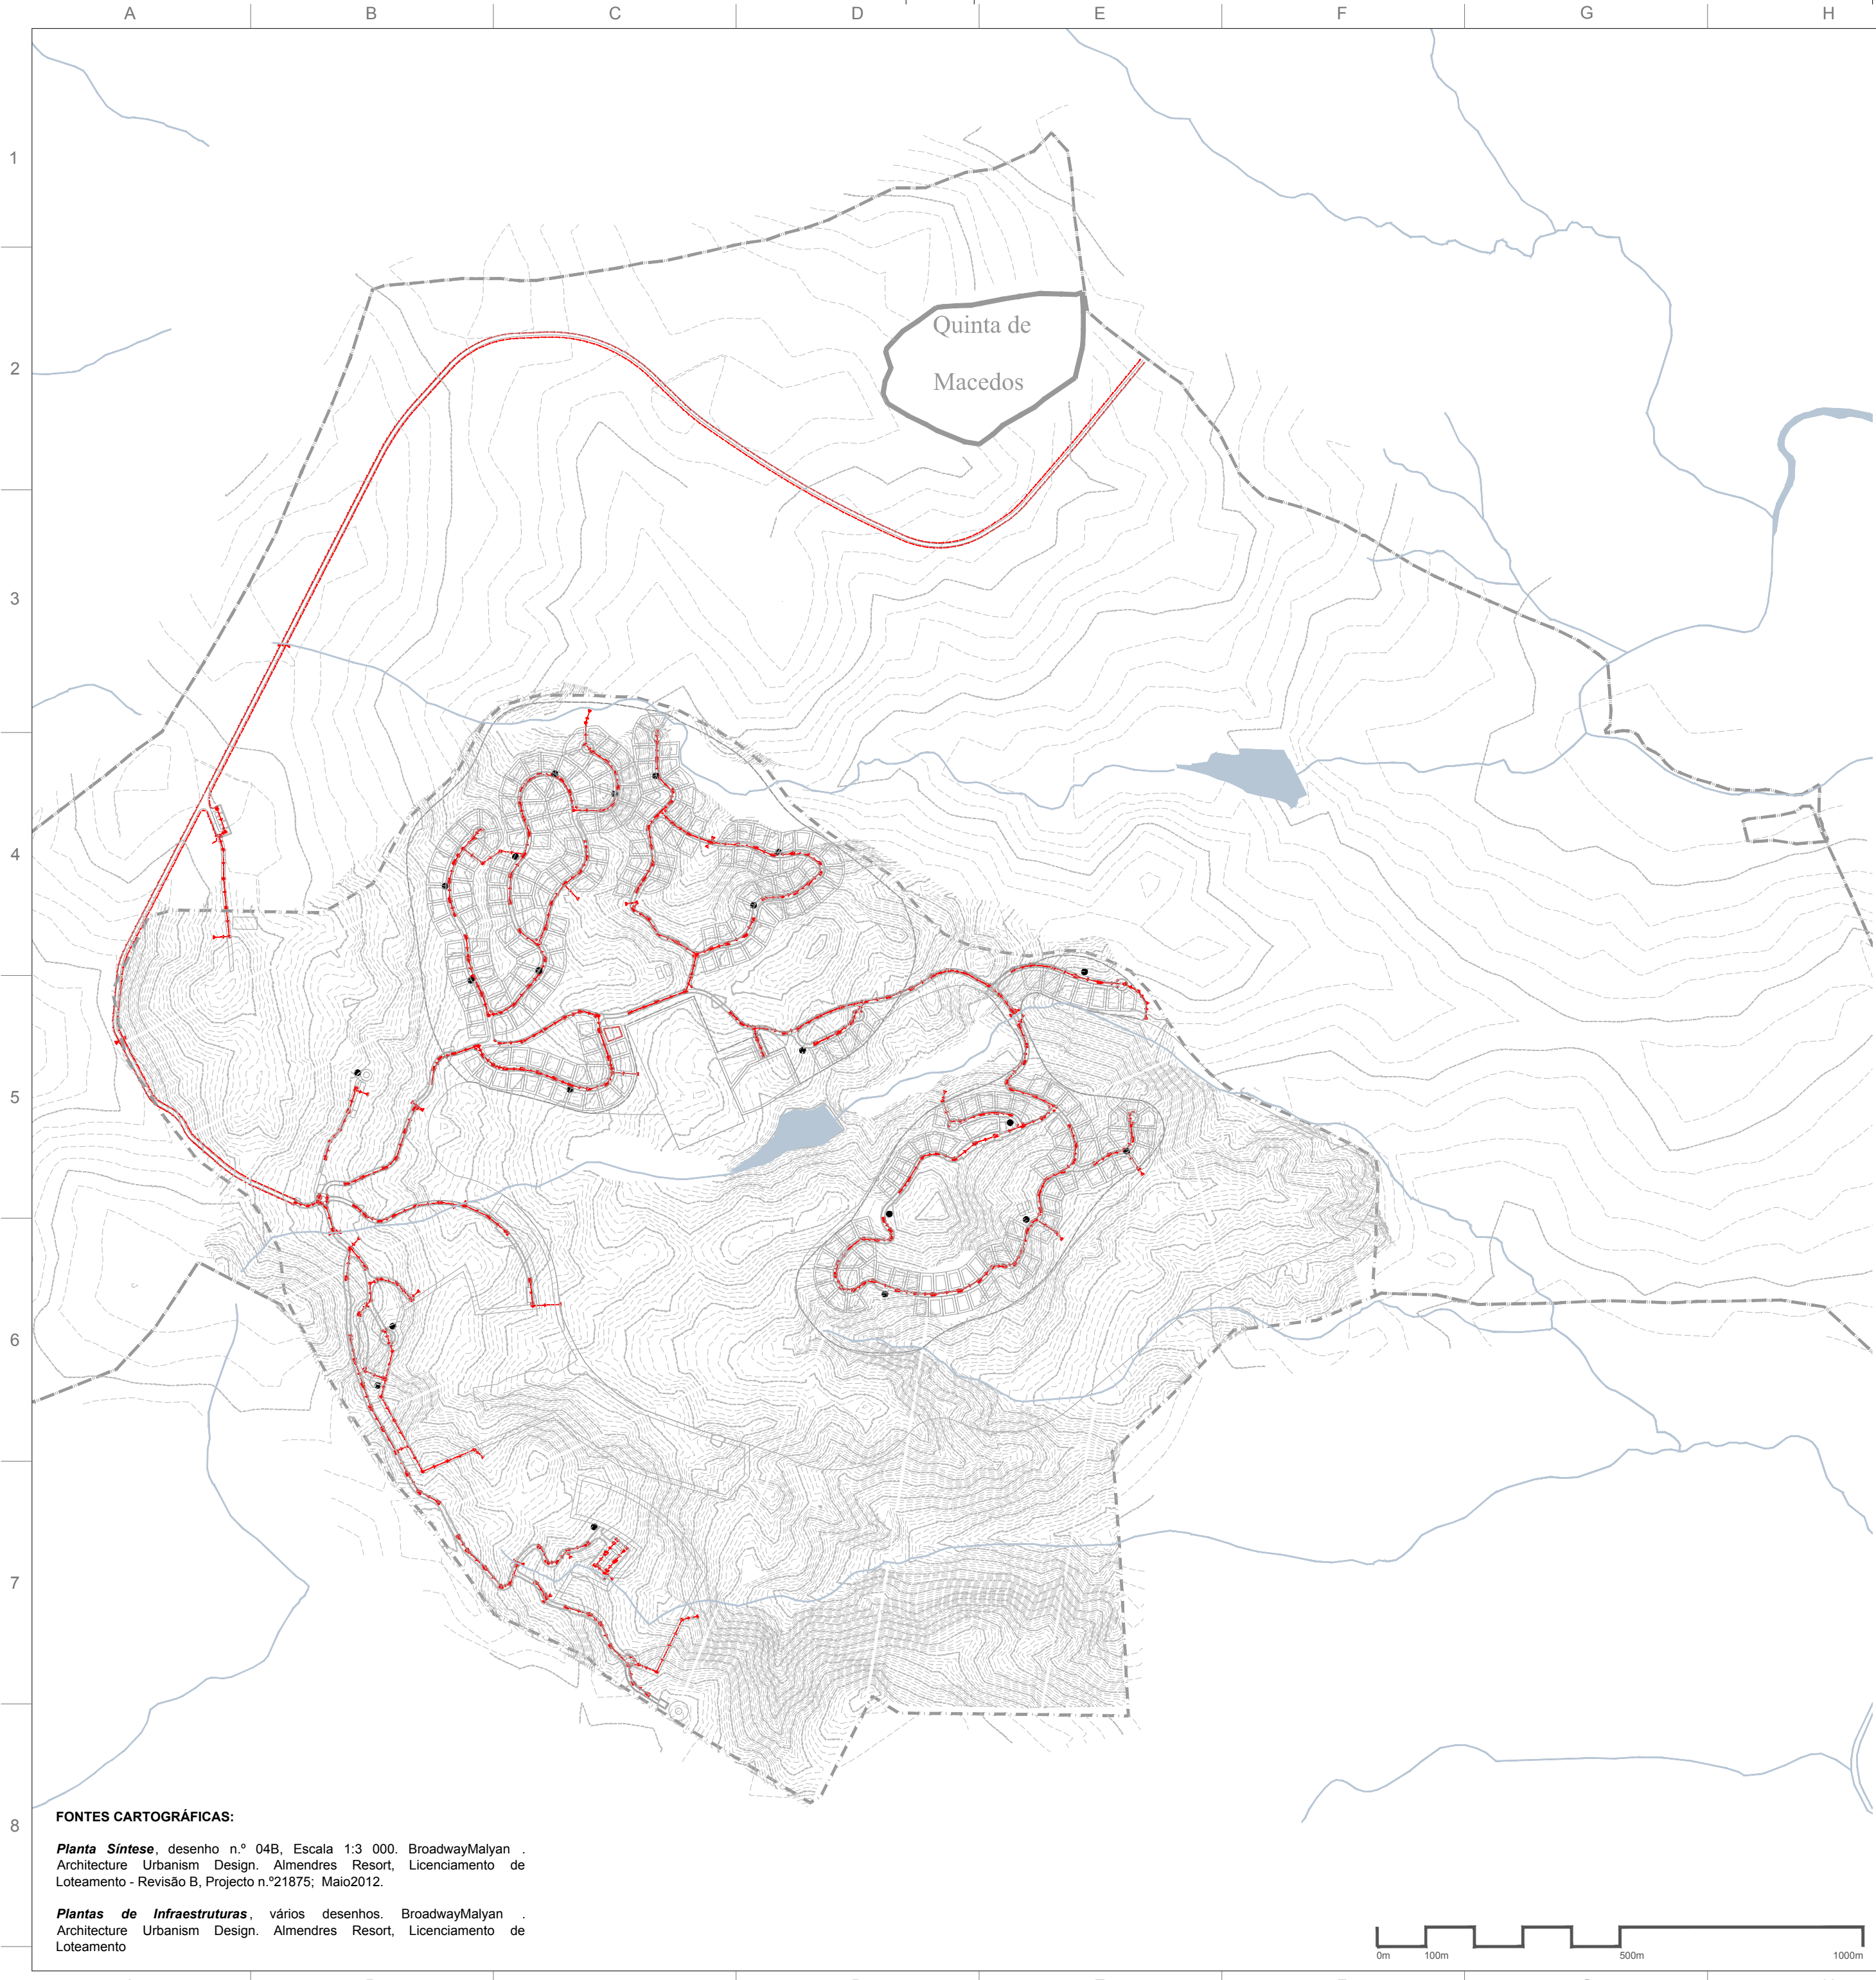 A B C D E F G H
1
Quinta de
2
Macedos
3
4
5
6
7
8
FONTES CARTOGRÁFICAS:
Planta Síntese, desenho n.º 04B, Escala 1:3 000. BroadwayMalyan .
Architecture Urbanism Design. Almendres Resort, Licenciamento de
Loteamento - Revisão B, Projecto n.º21875; Maio2012.
Plantas de Infraestruturas, vários desenhos. BroadwayMalyan .
Architecture Urbanism Design. Almendres Resort, Licenciamento de
Loteamento
0m 100m 500m 1000m